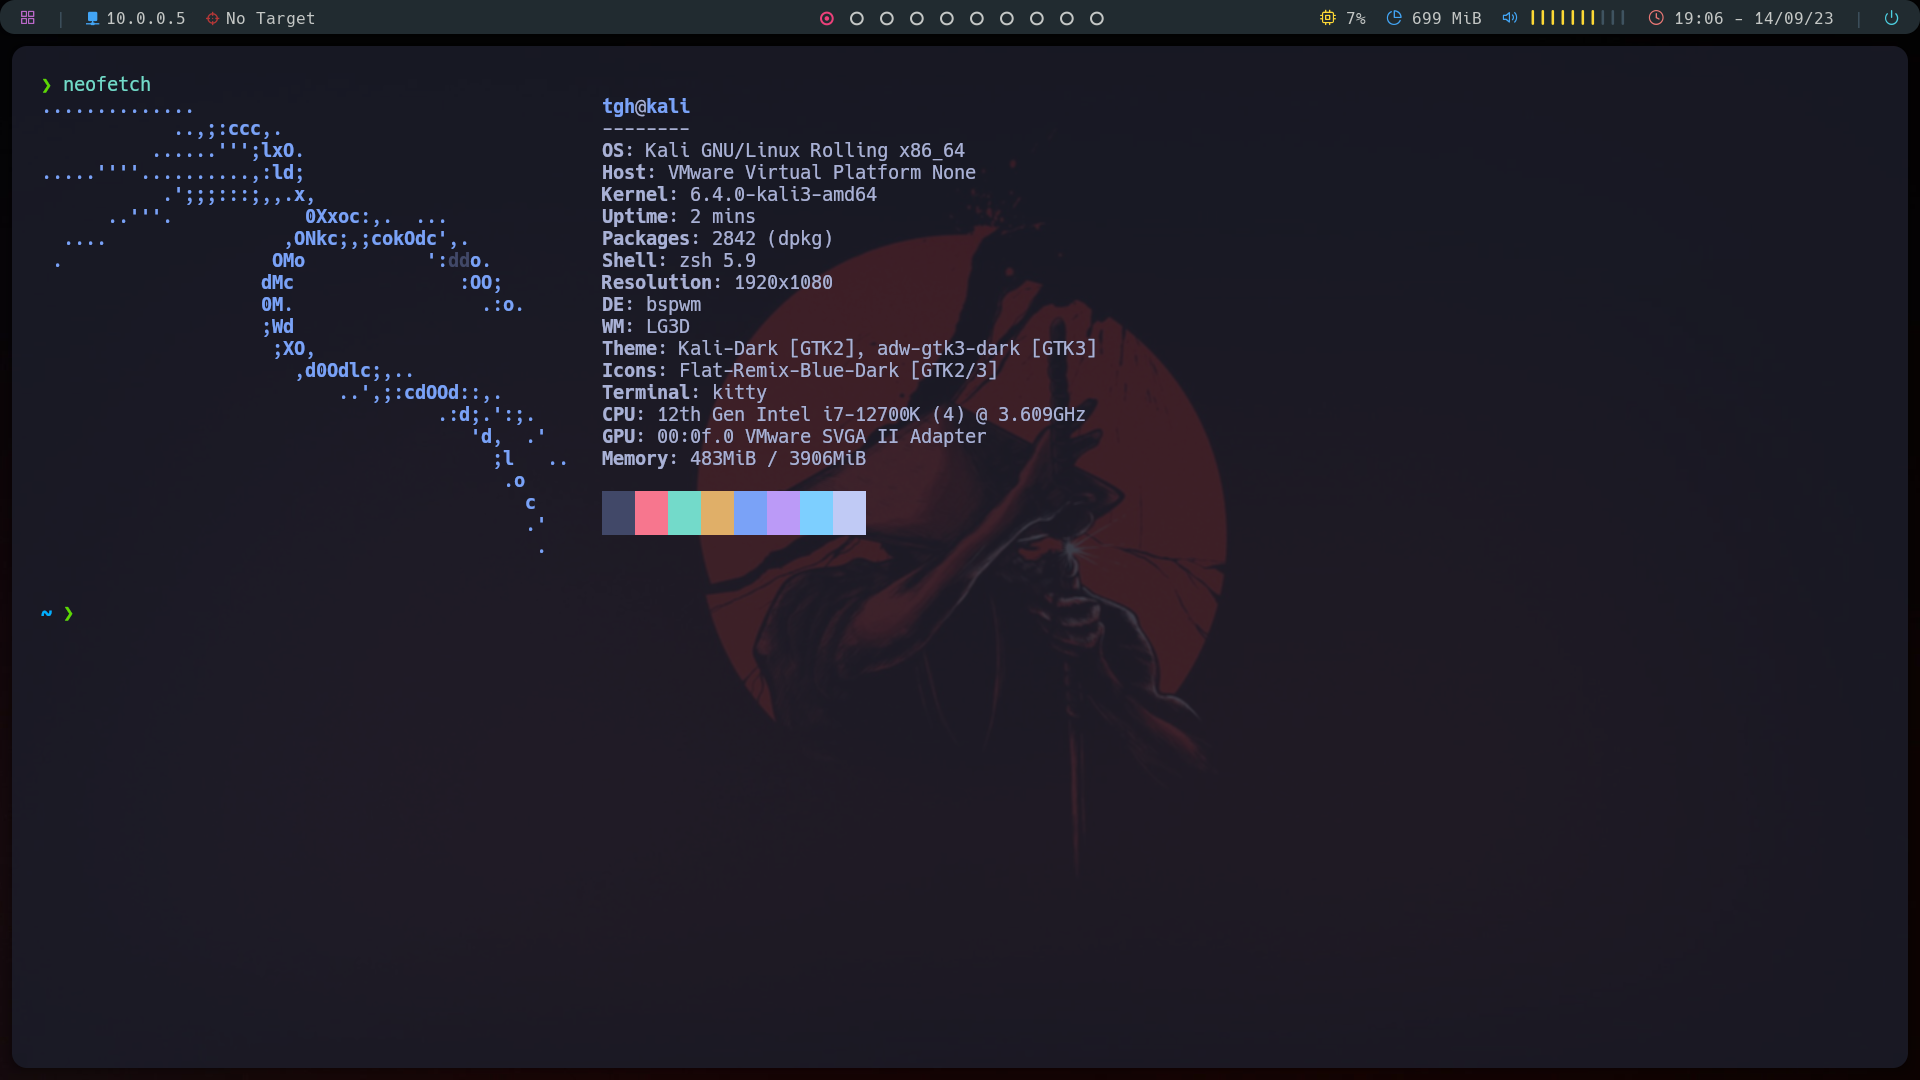 10.0.0.5 No Target 7% 699 MiB 19:06 - 14/09/23
❯ neofetch
..............
..,;:ccc,.
......''';lxO.
.....''''..........,:ld;
.';;;:::;,,.x,
..'''. 0Xxoc:,. ...
.... ,ONkc;,;cokOdc',.
. OMo ':ddo.
dMc :OO;
0M. .:o.
;Wd
;XO,
,d0Odlc;,..
..',;:cdOOd::,.
.:d;.':;.
'd, .'
;l ..
.o
c
.'
.
tgh@kali
--------
OS: Kali GNU/Linux Rolling x86_64
Host: VMware Virtual Platform None
Kernel: 6.4.0-kali3-amd64
Uptime: 2 mins
Packages: 2842 (dpkg)
Shell: zsh 5.9
Resolution: 1920x1080
DE: bspwm
WM: LG3D
Theme: Kali-Dark [GTK2], adw-gtk3-dark [GTK3]
Icons: Flat-Remix-Blue-Dark [GTK2/3]
Terminal: kitty
CPU: 12th Gen Intel i7-12700K (4) @ 3.609GHz
GPU: 00:0f.0 VMware SVGA II Adapter
Memory: 483MiB / 3906MiB
~ ❯